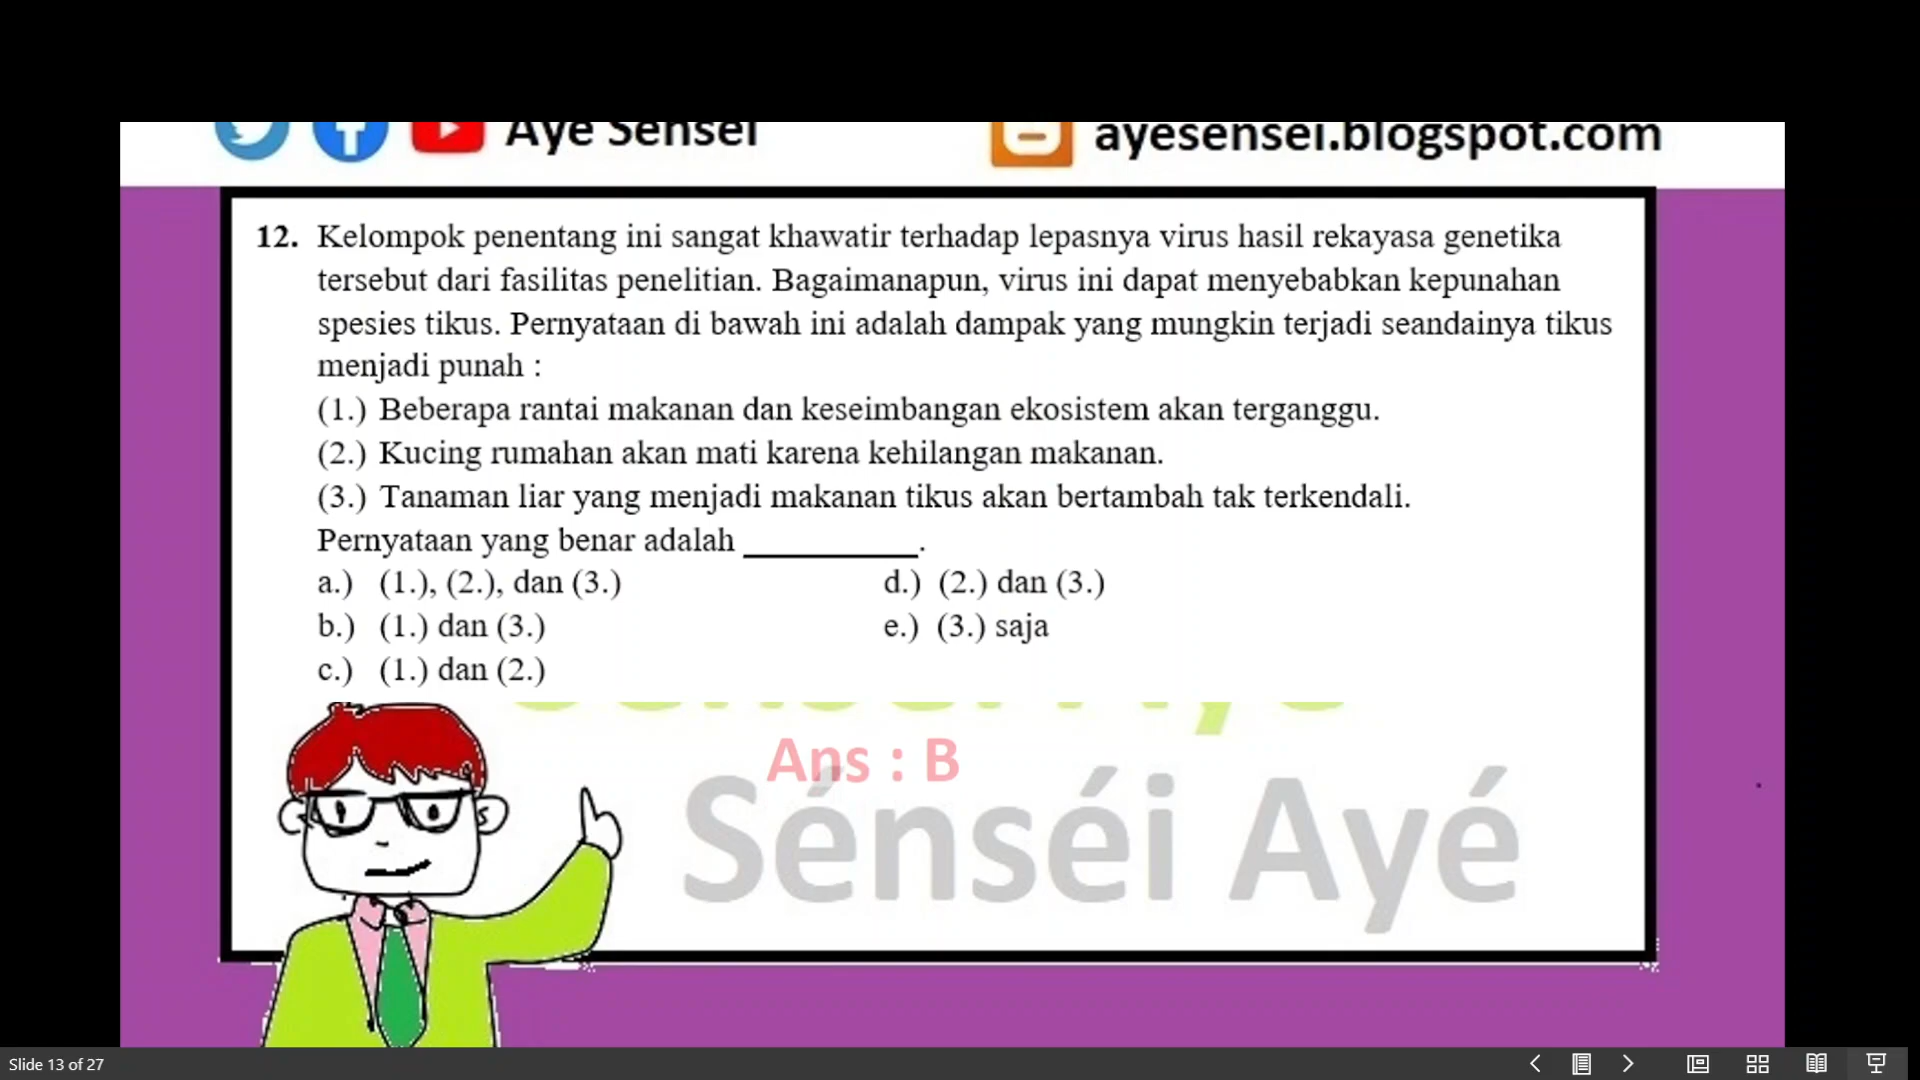 Aye Sensei
ayesensei.blogspot.com
12. Kelompok penentang ini sangat khawatir terhadap lepasnya virus hasil rekayasa genetika
tersebut dari fasilitas penelitian. Bagaimanapun, virus ini dapat menyebabkan kepunahan
spesies tikus. Pernyataan di bawah ini adalah dampak yang mungkin terjadi seandainya tikus
menjadi punah :
(1.) Beberapa rantai makanan dan keseimbangan ekosistem akan terganggu.
(2.) Kucing rumahan akan mati karena kehilangan makanan.
(3.) Tanaman liar yang menjadi makanan tikus akan bertambah tak terkendali.
Pernyataan yang benar adalah __________.
a.) (1.), (2.), dan (3.)
b.) (1.) dan (3.)
c.) (1.) dan (2.)
d.) (2.) dan (3.)
e.) (3.) saja
Ans : B
Sénséi Ayé
Slide 13 of 27